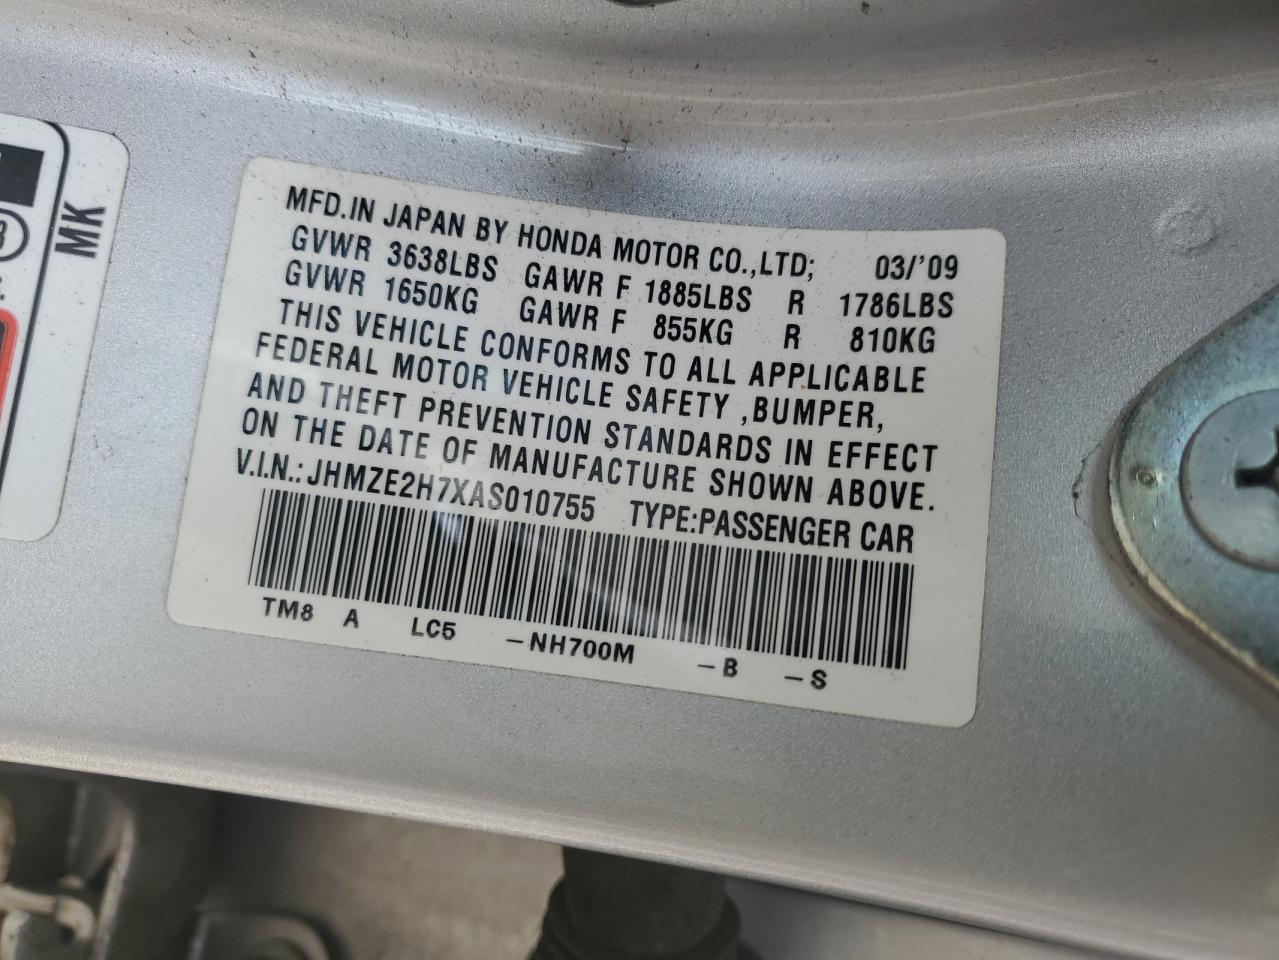 MK
MFD.IN JAPAN BY HONDA MOTOR CO.,LTD; 03/'09
GVWR 3638LBS GAWR F 1885LBS R 1786LBS
GVWR 1650KG GAWR F 855KG R 810KG
THIS VEHICLE CONFORMS TO ALL APPLICABLE
FEDERAL MOTOR VEHICLE SAFETY ,BUMPER,
AND THEFT PREVENTION STANDARDS IN EFFECT
ON THE DATE OF MANUFACTURE SHOWN ABOVE.
V.I.N.: JHMZE2H7XAS010755 TYPE:PASSENGER CAR
TM8 A LC5 –NH700M –B –S